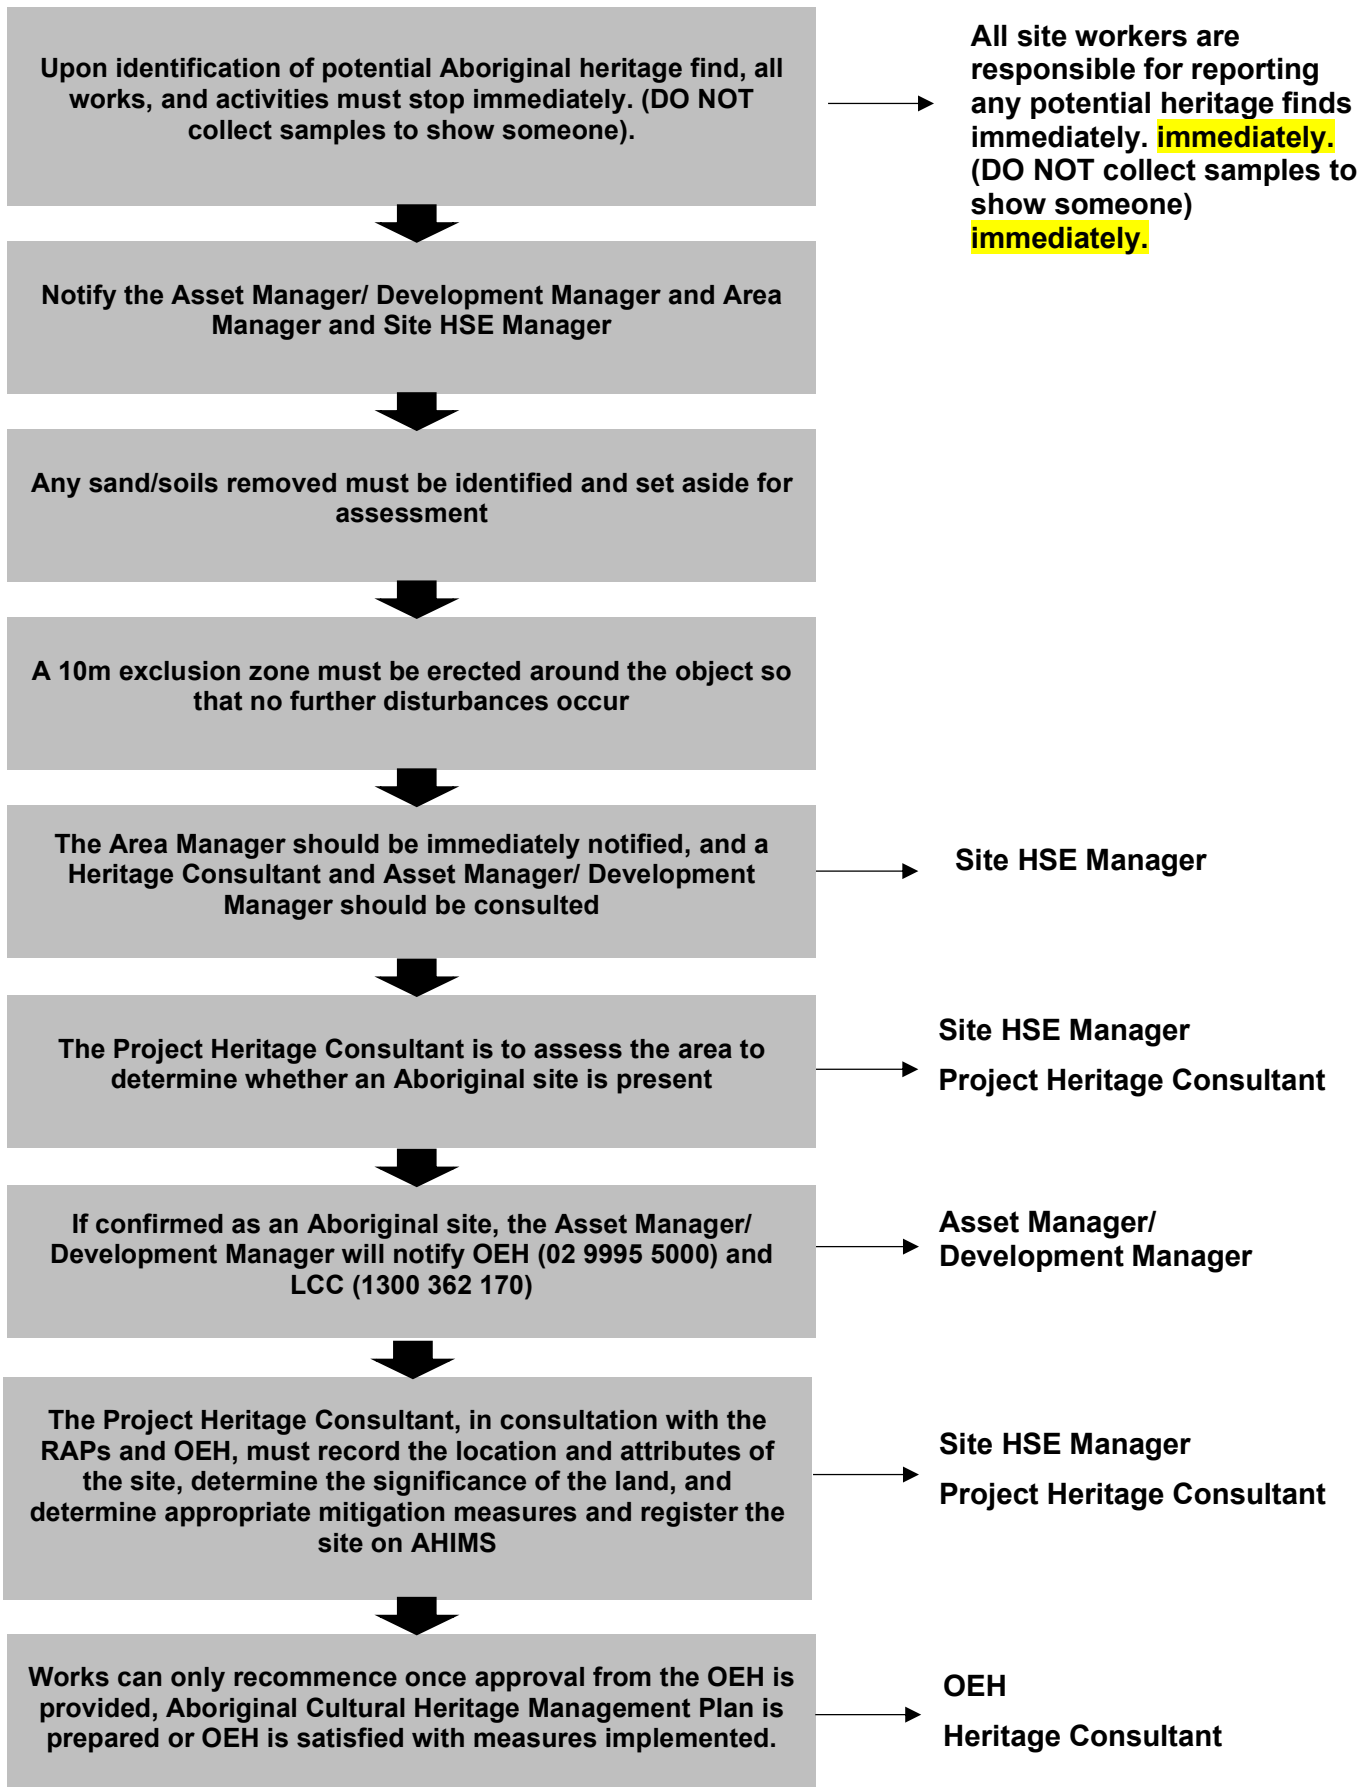 Upon identification of potential Aboriginal heritage find, all
works, and activities must stop immediately. (DO NOT
collect samples to show someone).
All site workers are
responsible for reporting
any potential heritage finds
immediately. immediately.
(DO NOT collect samples to
show someone)
immediately.
Notify the Asset Manager/ Development Manager and Area
Manager and Site HSE Manager
Any sand/soils removed must be identified and set aside for
assessment
A 10m exclusion zone must be erected around the object so
that no further disturbances occur
The Area Manager should be immediately notified, and a
Heritage Consultant and Asset Manager/ Development
Manager should be consulted
Site HSE Manager
The Project Heritage Consultant is to assess the area to
determine whether an Aboriginal site is present
Site HSE Manager
Project Heritage Consultant
If confirmed as an Aboriginal site, the Asset Manager/
Development Manager will notify OEH (02 9995 5000) and
LCC (1300 362 170)
Asset Manager/
Development Manager
The Project Heritage Consultant, in consultation with the
RAPs and OEH, must record the location and attributes of
the site, determine the significance of the land, and
determine appropriate mitigation measures and register the
site on AHIMS
Site HSE Manager
Project Heritage Consultant
Works can only recommence once approval from the OEH is
provided, Aboriginal Cultural Heritage Management Plan is
prepared or OEH is satisfied with measures implemented.
OEH
Heritage Consultant